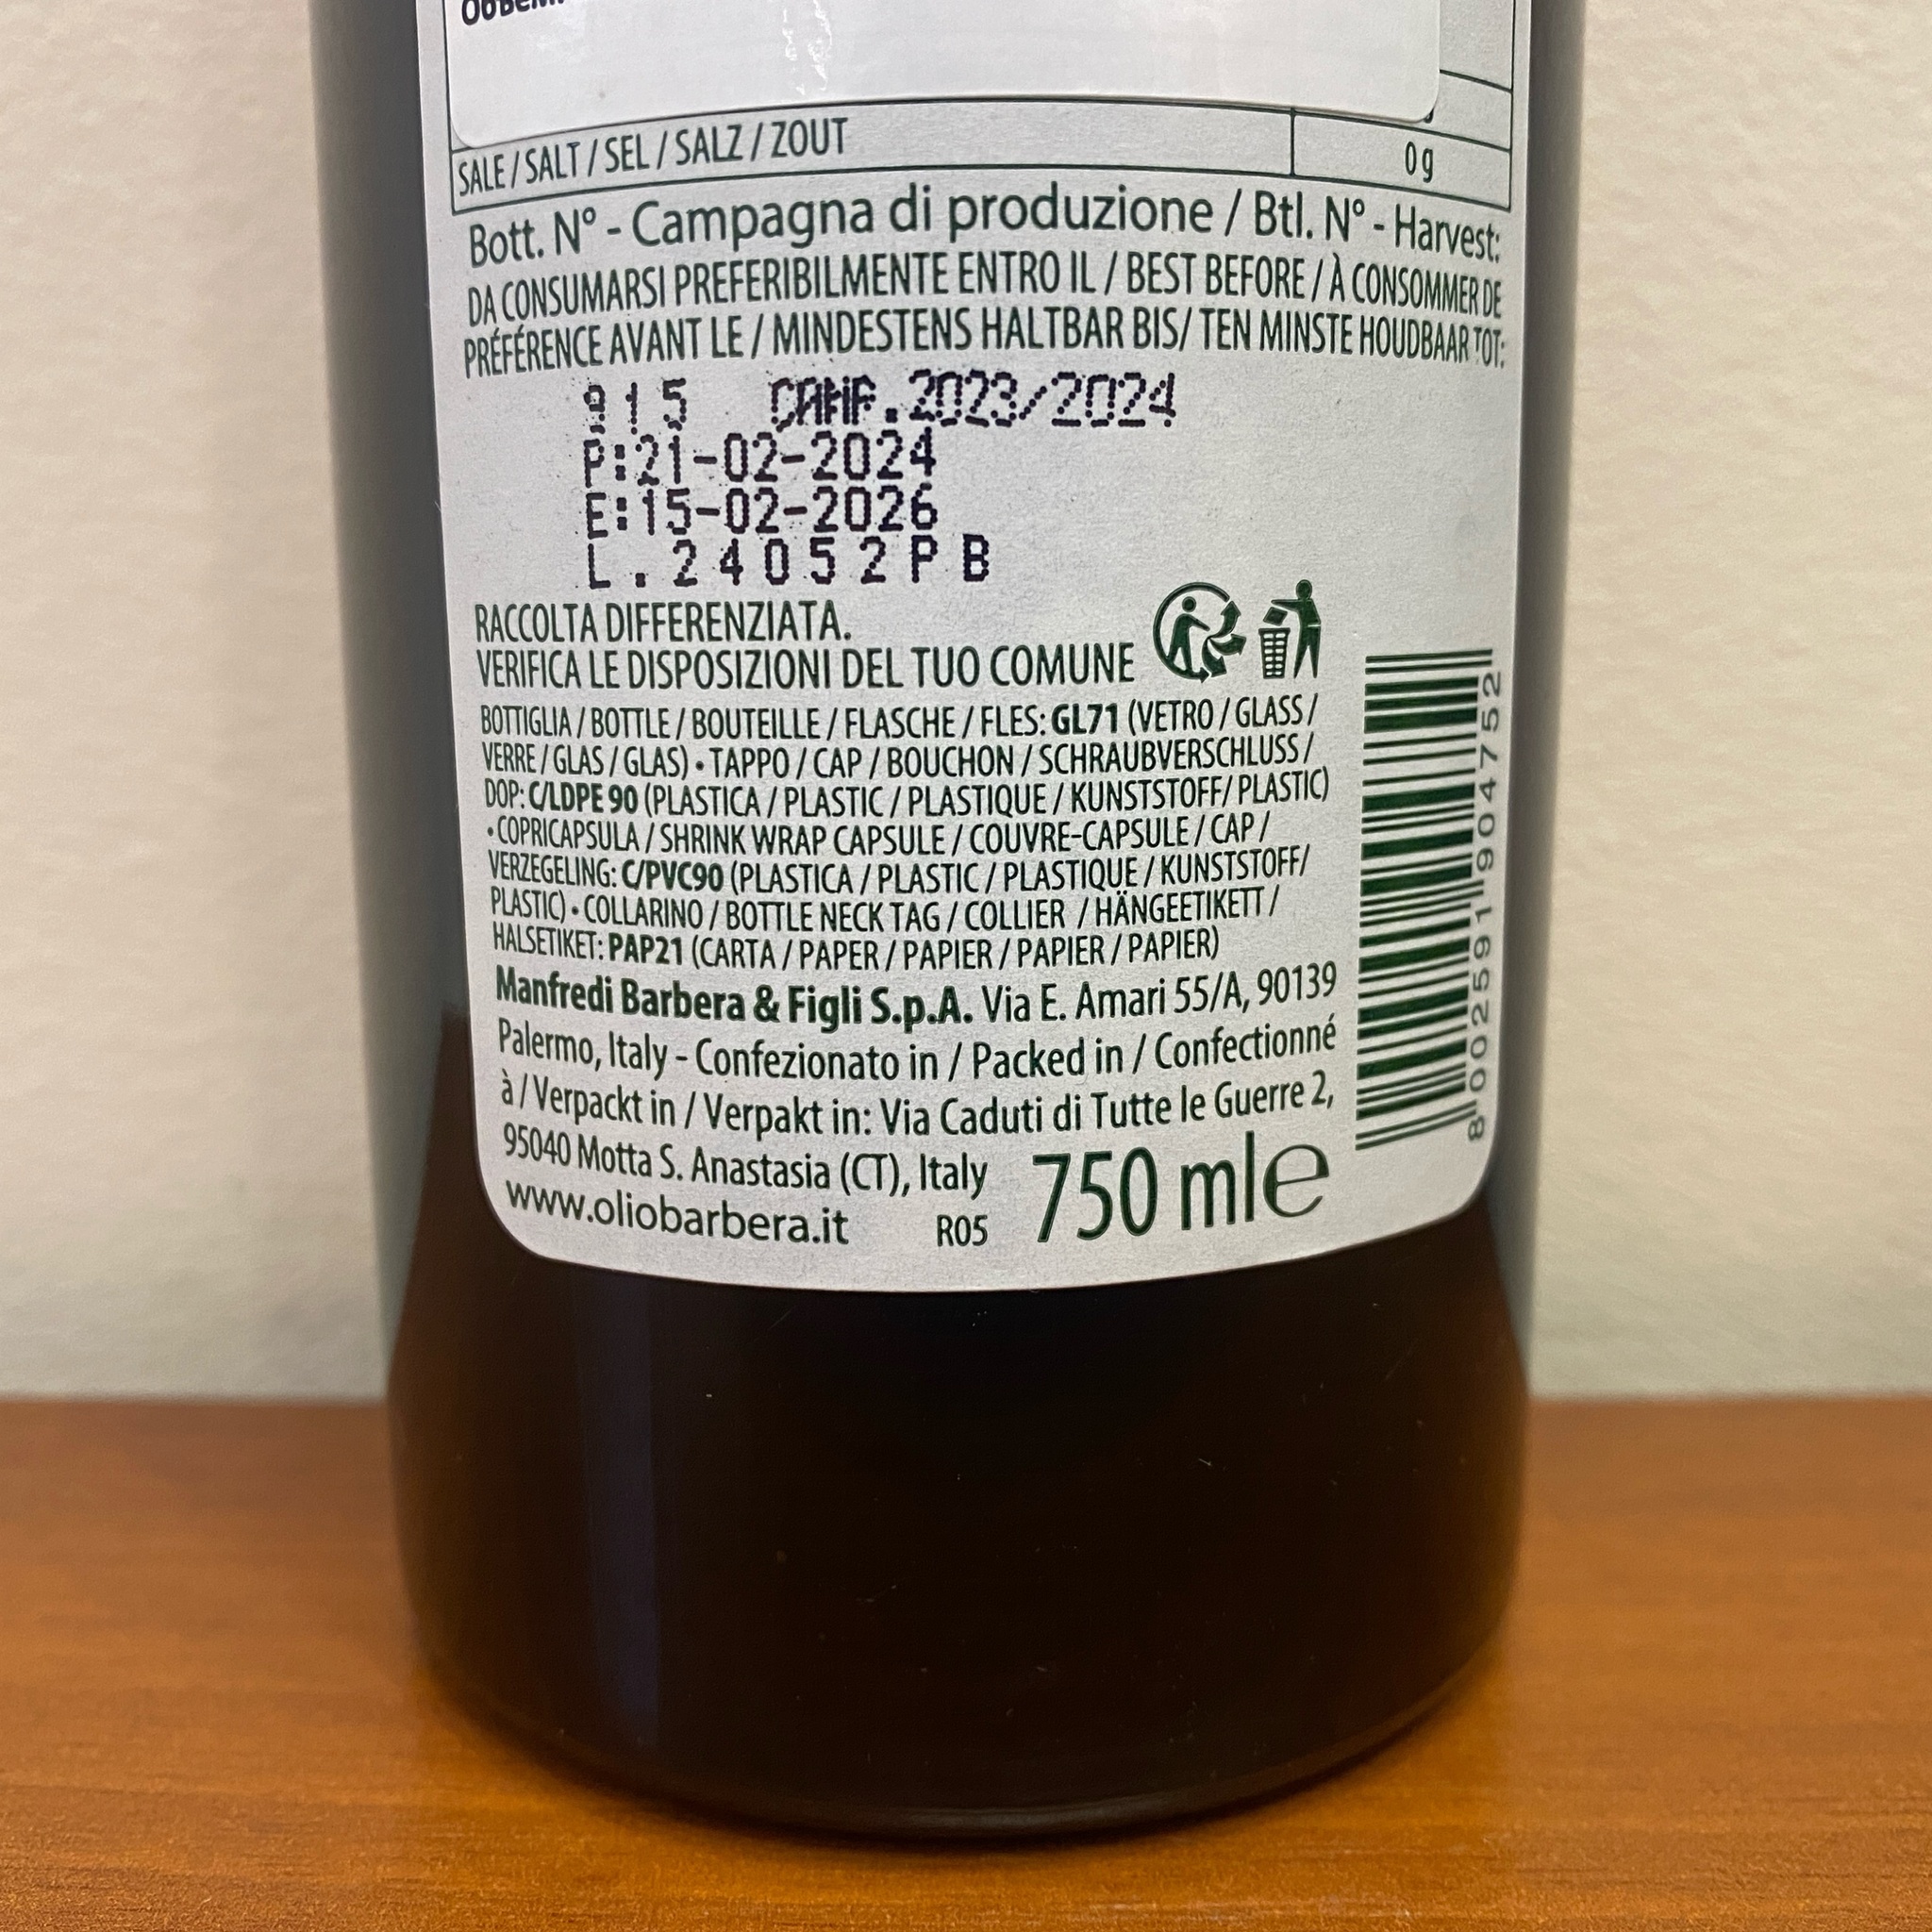 SALE / SALT / SEL / SALZ / ZOUT 0 g
Bott. N° - Campagna di produzione / Btl. N° - Harvest:
DA CONSUMARSI PREFERIBILMENTE ENTRO IL / BEST BEFORE / À CONSOMMER DE
PRÉFÉRENCE AVANT LE / MINDESTENS HALTBAR BIS/ TEN MINSTE HOUDBAAR TOT:
915 CAMP.2023/2024
P:21-02-2024
E:15-02-2026
L.24052PB
RACCOLTA DIFFERENZIATA.
VERIFICA LE DISPOSIZIONI DEL TUO COMUNE
BOTTIGLIA / BOTTLE / BOUTEILLE / FLASCHE / FLES: GL71 (VETRO / GLASS /
VERRE / GLAS / GLAS) • TAPPO / CAP / BOUCHON / SCHRAUBVERSCHLUSS /
DOP: C/LDPE 90 (PLASTICA / PLASTIC / PLASTIQUE / KUNSTSTOFF/ PLASTIC)
• COPRICAPSULA / SHRINK WRAP CAPSULE / COUVRE-CAPSULE / CAP /
VERZEGELING: C/PVC90 (PLASTICA / PLASTIC / PLASTIQUE / KUNSTSTOFF/
PLASTIC) • COLLARINO / BOTTLE NECK TAG / COLLIER / HÄNGEETIKETT /
HALSETIKET: PAP21 (CARTA / PAPER / PAPIER / PAPIER / PAPIER)
Manfredi Barbera & Figli S.p.A. Via E. Amari 55/A, 90139
Palermo, Italy - Confezionato in / Packed in / Confectionné
à / Verpackt in / Verpakt in: Via Caduti di Tutte le Guerre 2,
95040 Motta S. Anastasia (CT), Italy
www.oliobarbera.it R05 750 ml e
8 002591 904752